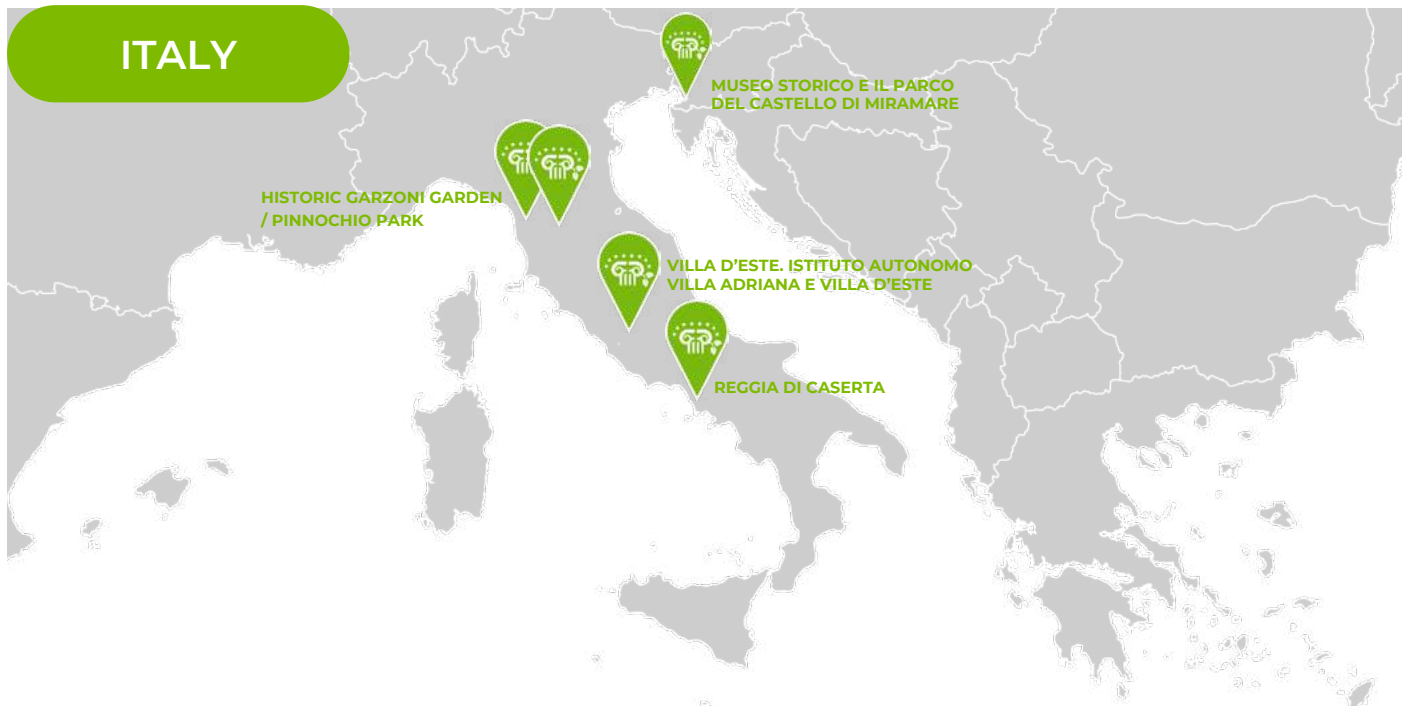 ITALY
MUSEO STORICO E IL PARCO
DEL CASTELLO DI MIRAMARE
HISTORIC GARZONI GARDEN
/ PINNOCHIO PARK
VILLA D’ESTE. ISTITUTO AUTONOMO
VILLA ADRIANA E VILLA D’ESTE
REGGIA DI CASERTA